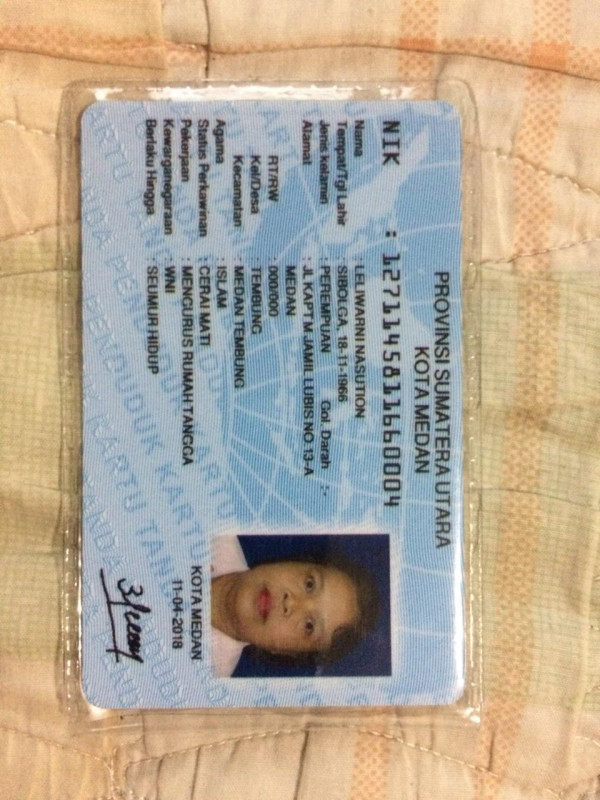 PROVINSI SUMATERA UTARA
KOTA MEDAN
NIK : 1271145811660004
Nama : LELIWARNI NASUTION
Tempat/Tgl Lahir : SIBOLGA, 18-11-1966
Jenis kelamin : PEREMPUAN Gol. Darah :-
Alamat : JL.KAPT.M.JAMIL LUBIS NO 13-A
MEDAN
RT/RW : 000/000
Kel/Desa : TEMBUNG
Kecamatan : MEDAN TEMBUNG
Agama : ISLAM
Status Perkawinan : CERAI MATI
Pekerjaan : MENGURUS RUMAH TANGGA
Kewarganegaraan : WNI
Berlaku Hingga : SEUMUR HIDUP
KOTA MEDAN
11-04-2018